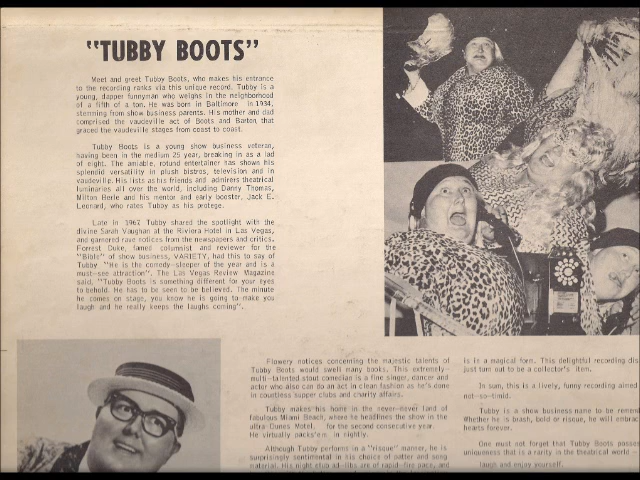 "TUBBY BOOTS"
Meet and greet Tubby Boots, who makes his entrance
to the recording ranks via this unique record. Tubby is a
young, dapper funnyman who weighs in the neighborhood
of a fifth of a ton. He was born in Baltimore in 1934,
stemming from show business parents. His mother and dad
comprised the vaudeville act of Boots and Barton, that
graced the vaudeville stages from coast to coast.
Tubby Boots is a young show business veteran,
having been in the medium 25 year, breaking in as a lad
of eight. The amiable, rotund entertainer has shown his
splendid versatility in plush bistros, television and in
vaudeville. His lists as his friends and admirers theatrical
luminaries all over the world, including Danny Thomas,
Milton Berle and his mentor and early booster, Jack E.
Leonard, who rates Tubby as his protege.
Late in 1962 Tubby shared the spotlight with the
divine Sarah Vaughan at the Riviera Hotel in Las Vegas,
and garnered rave notices from the newspapers and critics.
Forrest Duke, famed columnist and reviewer for the
"Bible" of show business, VARIETY, had this to say of
Tubby "He is the comedy-sleeper of the year and is a
must-see attraction". The Las Vegas Review Magazine
said, "Tubby Boots is something different for your eyes
to behold. He has to be seen to be believed. The minute
he comes on stage, you know he is going to make you
laugh and he really keeps the laughs coming".
Flowery notices concerning the majestic talents of
Tubby Boots would swell many books. This extremely-
multi-talented stout comedian is a fine singer, dancer and
actor who also can do an act in clean fashion as he's done
in countless supper clubs and charity affairs.
Tubby makes his home in the never-never land of
fabulous Miami Beach, where he headlines the show in the
ultra-Dunes Motel, for the second consecutive year.
He virtually packs'em in nightly.
Although Tubby performs in a "risque" manner, he is
surprisingly sentimental in his choice of patter and song
material. His night club ad-libs are of rapid-fire pace, and
is is a magical form. This delightful recording dis
just turn out to be a collector's item.
In sum, this is a lively, funny recording aimed
not-so-timid.
Tubby is a show business name to be remem
Whether he is brash, bold or risque, he will embrac
hearts forever.
One must not forget that Tubby Boots posses
uniqueness that is a rarity in the theatrical world -
laugh and enjoy yourself.